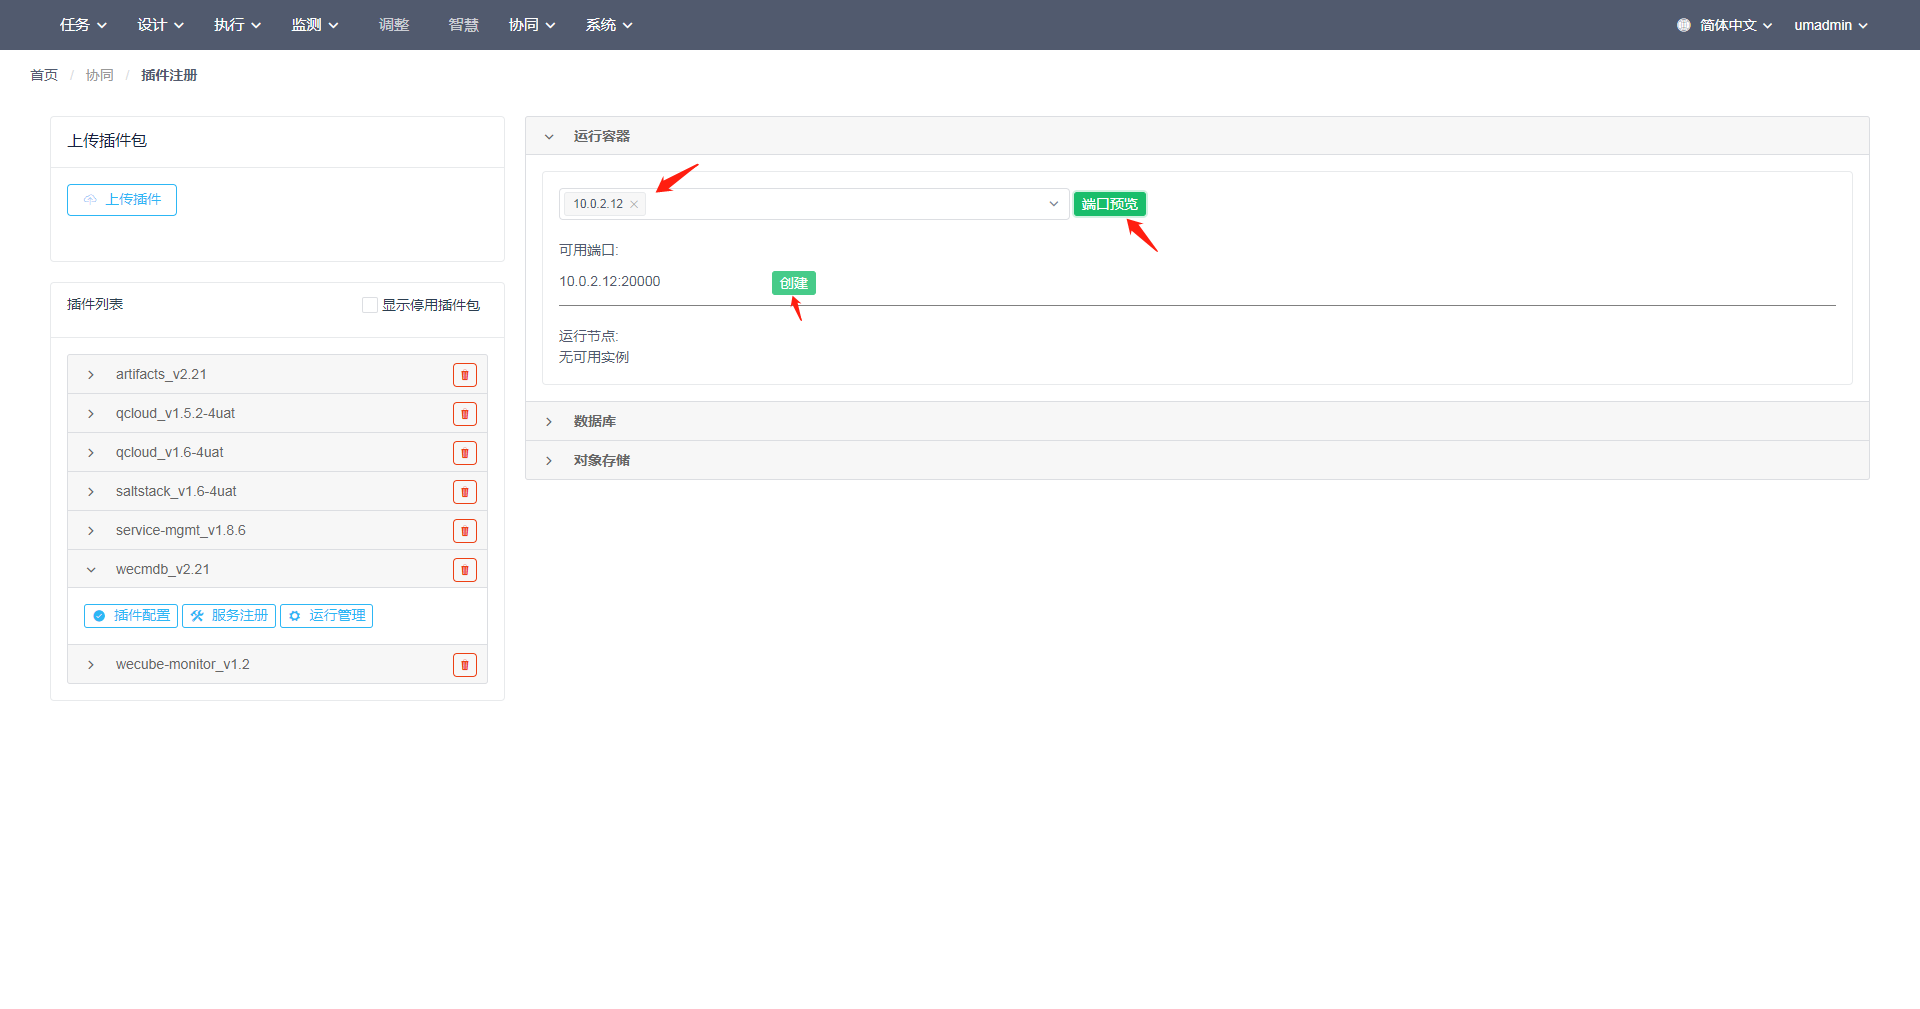 任务 设计 执行 监测 调整 智慧 协同 系统 简体中文 umadmin
首页 / 协同 / 插件注册
上传插件包
上传插件
插件列表 显示停用插件包
artifacts_v2.21
qcloud_v1.5.2-4uat
qcloud_v1.6-4uat
saltstack_v1.6-4uat
service-mgmt_v1.8.6
wecmdb_v2.21
插件配置 服务注册 运行管理
wecube-monitor_v1.2
运行容器
10.0.2.12 端口预览
可用端口:
10.0.2.12:20000 创建
运行节点:
无可用实例
数据库
对象存储